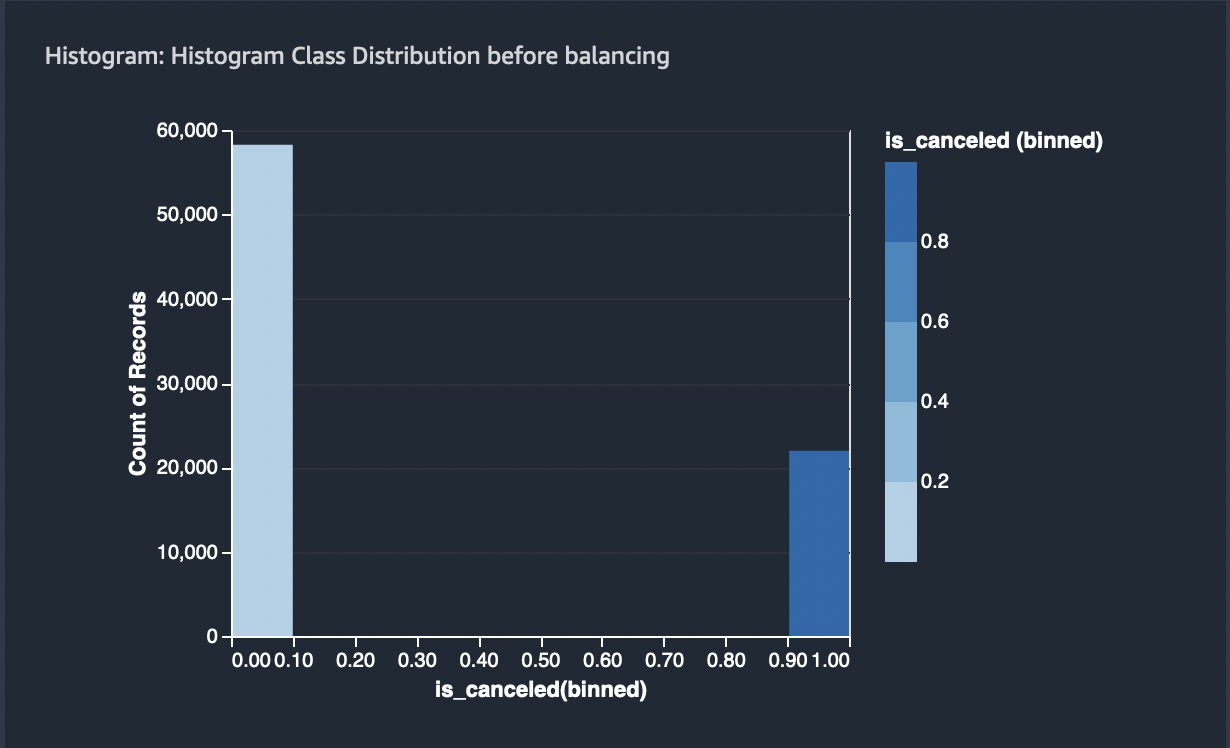 Histogram: Histogram Class Distribution before balancing
60,000
50,000
40,000
30,000
20,000
10,000
0
Count of Records
0.00 0.10 0.20 0.30 0.40 0.50 0.60 0.70 0.80 0.90 1.00
is_canceled(binned)
is_canceled (binned)
0.8
0.6
0.4
0.2